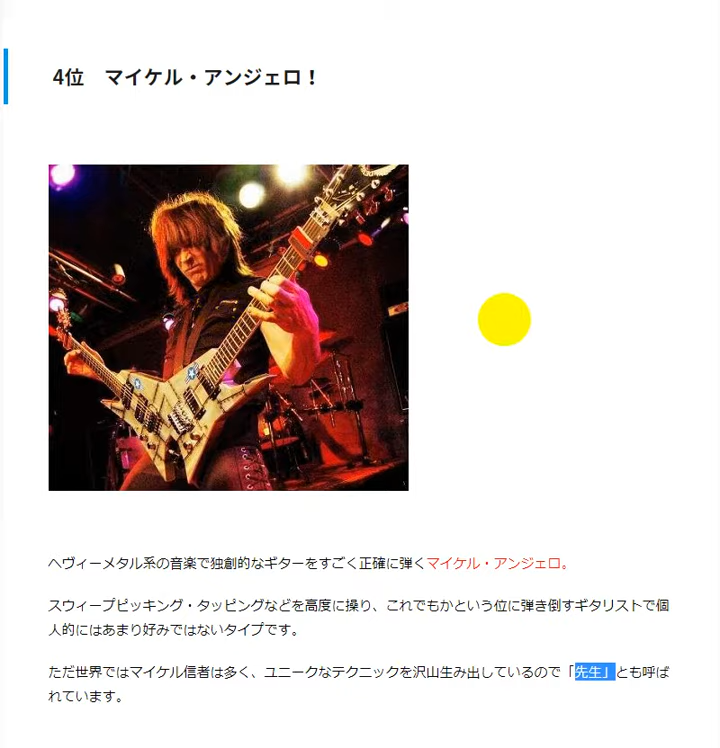 4位　マイケル・アンジェロ！
ヘヴィーメタル系の音楽で独創的なギターをすごく正確に弾くマイケル・アンジェロ。
スウィープピッキング・タッピングなどを高度に操り、これでもかという位に弾き倒すギタリストで個
人的にはあまり好みではないタイプです。
ただ世界ではマイケル信者は多く、ユニークなテクニックを沢山生み出しているので「先生」とも呼ば
れています。